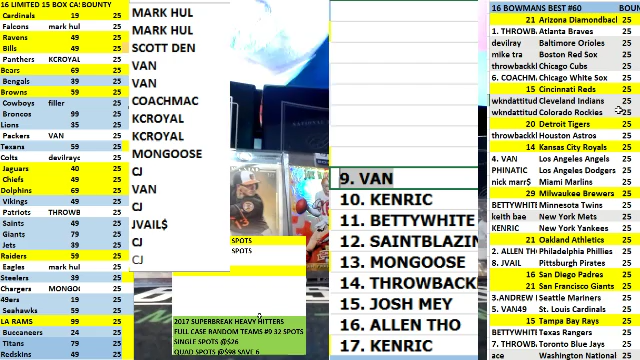 16 LIMITED 15 BOX CA: BOUNTY
Cardinals 19 25
Falcons mark hul 25
Ravens 49 25
Bills 49 25
Panthers KCROYAL 25
Bears 69 25
Bengals 39 25
Browns 59 25
Cowboys filler 25
Broncos 99 25
Lions 35 25
Packers VAN 25
Texans 59 25
Colts devilrayc 25
Jaguars 40 25
Chiefs 49 25
Dolphins 69 25
Vikings 49 25
Patriots THROWB 25
Saints 49 25
Giants 79 25
Jets 39 25
Raiders 59 25
Eagles mark hul 25
Steelers 39 25
Chargers MONGO 25
49ers 19 25
Seahawks 59 25
LA RAMS 99 25
Buccaneers 24 25
Titans 79 25
Redskins 49 25
MARK HUL
MARK HUL
SCOTT DEN
VAN
VAN
COACHMAC
KCROYAL
KCROYAL
MONGOOSE
CJ
VAN
CJ
JVAIL$
CJ
CJ
SPOTS
SPOTS
2017 SUPERBREAK HEAVY HITTERS
FULL CASE RANDOM TEAMS #9 32 SPOTS
SINGLE SPOTS @$26
QUAD SPOTS @$98 SAVE 6
9. VAN
10. KENRIC
11. BETTYWHITE
12. SAINTBLAZIN
13. MONGOOSE
14. THROWBACK
15. JOSH MEY
16. ALLEN THO
17. KENRIC
16 BOWMANS BEST #60 BOUN
21 Arizona Diamondbacl 25
1. THROWB Atlanta Braves 25
devilray Baltimore Orioles 25
mike tra Boston Red Sox 25
throwbackl Chicago Cubs 25
6. COACHM Chicago White Sox 25
15 Cincinnati Reds 25
wkndattitud Cleveland Indians 25
wkndattitud Colorado Rockies 25
20 Detroit Tigers 25
throwbackl Houston Astros 25
14 Kansas City Royals 25
4. VAN Los Angeles Angels 25
PHINATIC Los Angeles Dodgers 25
nick marr$ Miami Marlins 25
29 Milwaukee Brewers 25
BETTYWHIT Minnesota Twins 25
keith bae New York Mets 25
KENRIC New York Yankees 25
21 Oakland Athletics 25
2. ALLEN TH Philadelphia Phillies 25
8. JVAIL Pittsburgh Pirates 25
16 San Diego Padres 25
21 San Francisco Giants 25
3.ANDREW Seattle Mariners 25
5. VAN49 St. Louis Cardinals 25
15 Tampa Bay Rays 25
BETTYWHIT Texas Rangers 25
7. THROWB Toronto Blue Jays 25
ace Washington National 25